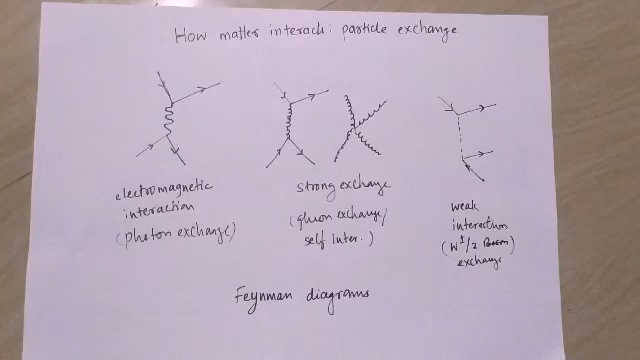 How matter interacts: particle exchange
electromagnetic
interaction
(photon exchange)
strong exchange
(gluon exchange/
self inter.)
weak
interaction
(W±/Z Boson)
exchange
Feynman diagrams